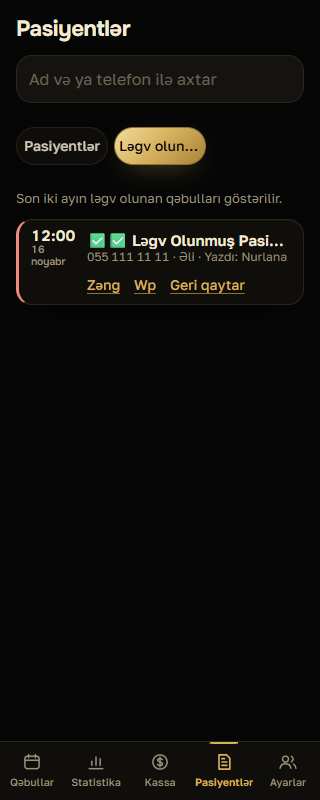 Pasiyentlər
Ad və ya telefon ilə axtar
Pasiyentlər
Ləgv olun...
Son iki ayın ləgv olunan qəbulları göstərilir.
12:00
16
noyabr
✅ ✅ Ləgv Olunmuş Pasi...
055 111 11 11 · Əli · Yazdı: Nurlana
Zəng Wp Geri qaytar
Qəbullar Statistika Kassa Pasiyentlər Ayarlar